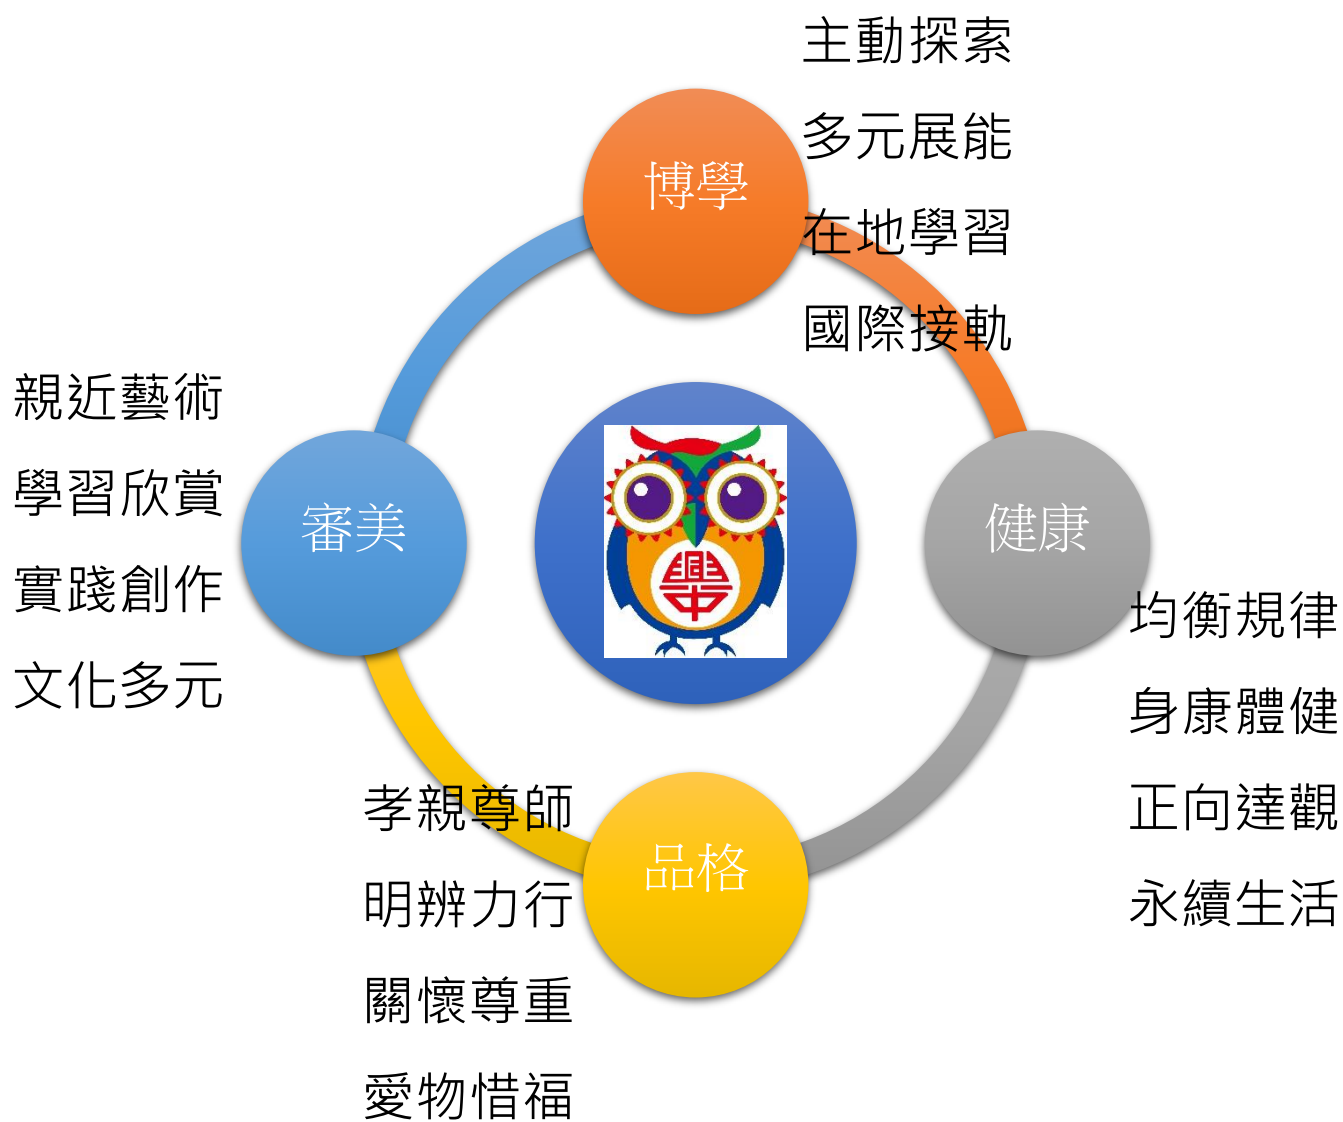 主動探索
多元展能
在地學習
國際接軌
博學
親近藝術
學習欣賞
實踐創作
文化多元
審美
健康
均衡規律
身康體健
正向達觀
永續生活
孝親尊師
明辨力行
關懷尊重
愛物惜福
品格